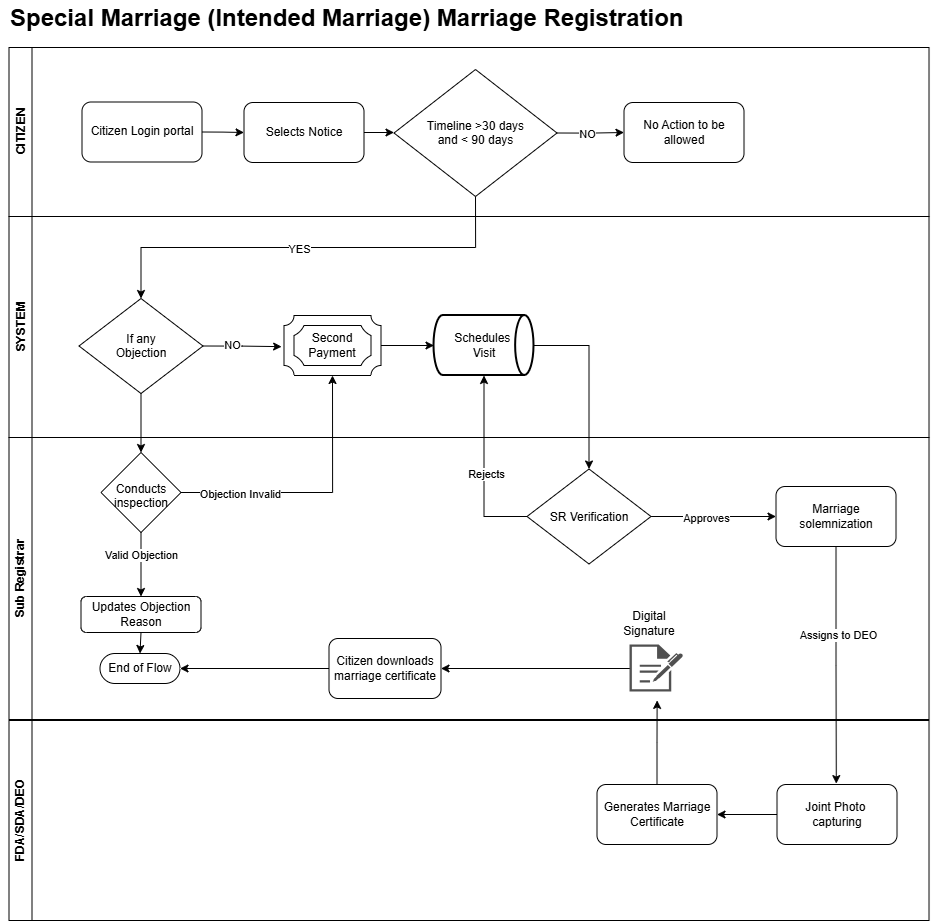 Special Marriage (Intended Marriage) Marriage Registration
CITIZEN
Citizen Login portal
Selects Notice
Timeline >30 days
and < 90 days
NO
No Action to be
allowed
YES
SYSTEM
If any
Objection
NO
Second
Payment
Schedules
Visit
Sub Registrar
Conducts
inspection
Objection Invalid
Rejects
SR Verification
Approves
Marriage
solemnization
Valid Objection
Updates Objection
Reason
End of Flow
Citizen downloads
marriage certificate
Digital
Signature
Assigns to DEO
FDA/SDA/DEO
Generates Marriage
Certificate
Joint Photo
capturing